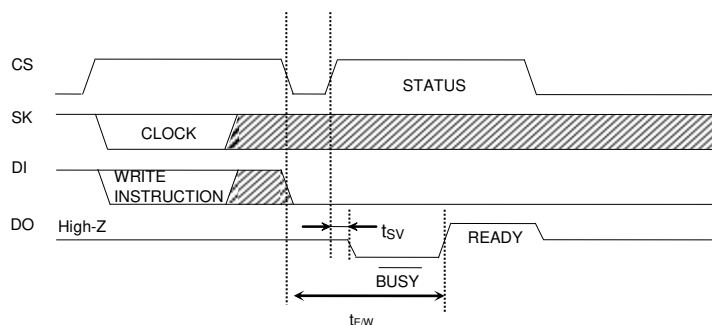 CS
STATUS
SK
CLOCK
DI
WRITE
INSTRUCTION
DO
High-Z
tSV
READY
BUSY
tE/W